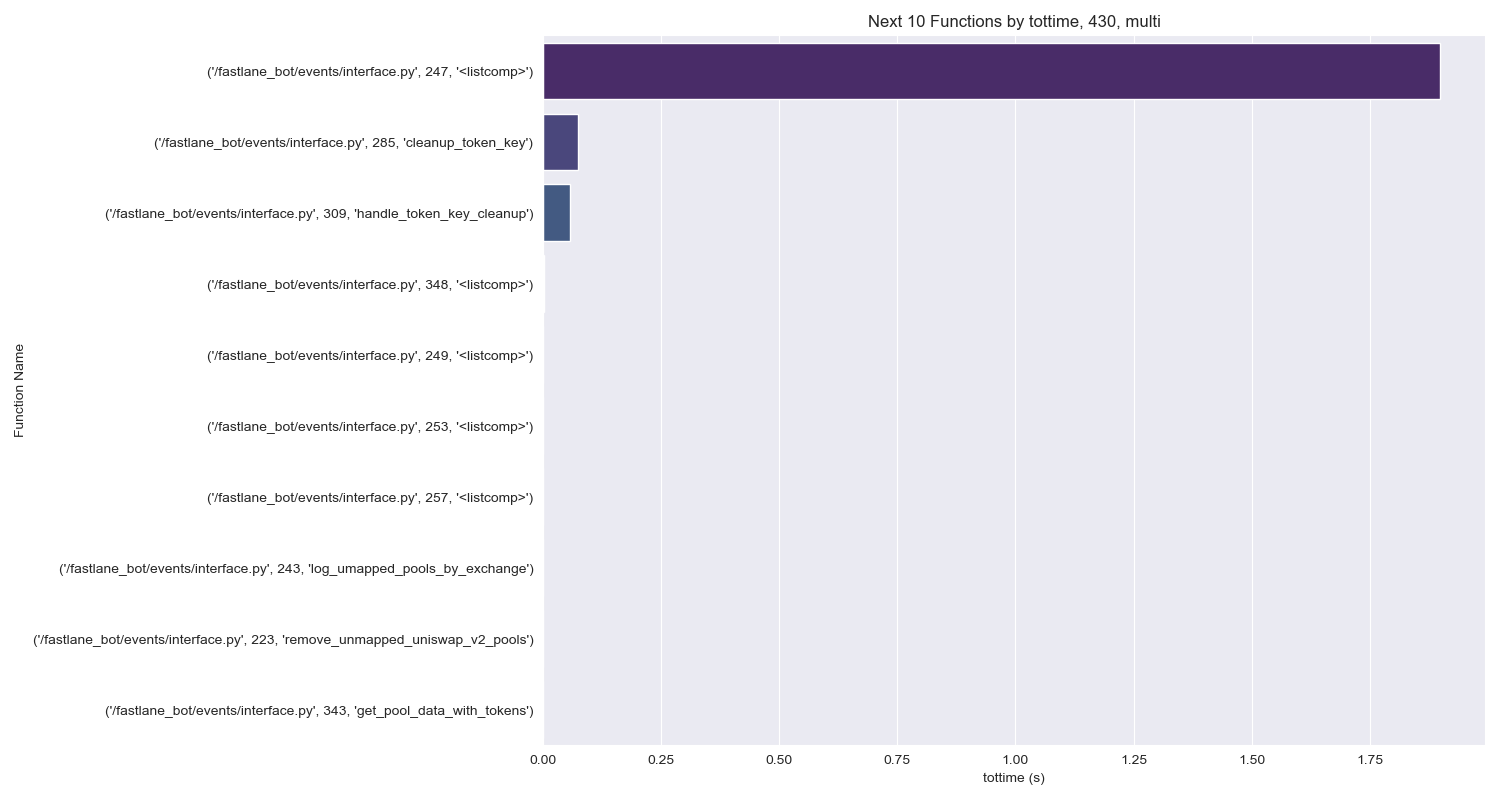 Next 10 Functions by tottime, 430, multi
('/fastlane_bot/events/interface.py', 247, '<listcomp>')
('/fastlane_bot/events/interface.py', 285, 'cleanup_token_key')
('/fastlane_bot/events/interface.py', 309, 'handle_token_key_cleanup')
('/fastlane_bot/events/interface.py', 348, '<listcomp>')
('/fastlane_bot/events/interface.py', 249, '<listcomp>')
('/fastlane_bot/events/interface.py', 253, '<listcomp>')
('/fastlane_bot/events/interface.py', 257, '<listcomp>')
('/fastlane_bot/events/interface.py', 243, 'log_umapped_pools_by_exchange')
('/fastlane_bot/events/interface.py', 223, 'remove_unmapped_uniswap_v2_pools')
('/fastlane_bot/events/interface.py', 343, 'get_pool_data_with_tokens')
Function Name
0.00 0.25 0.50 0.75 1.00 1.25 1.50 1.75
tottime (s)